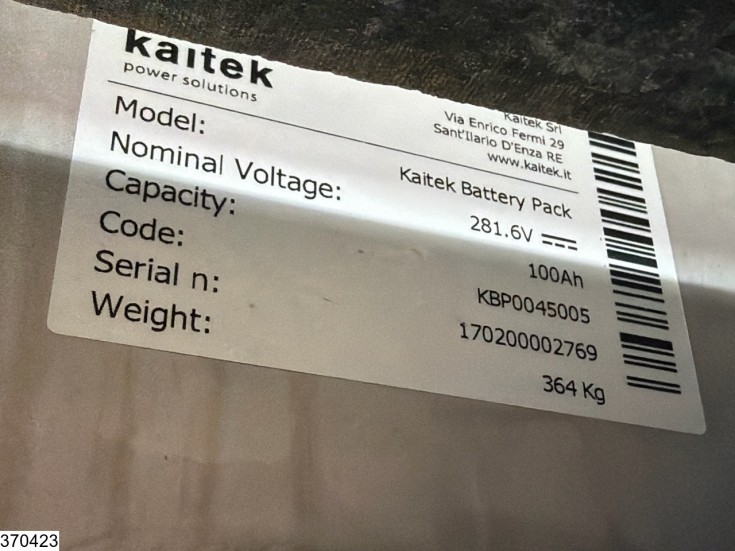 kaitek
power solutions
Kaitek Srl
Via Enrico Fermi 29
Sant'Ilario D'Enza RE
www.kaitek.it
Model: Kaitek Battery Pack
Nominal Voltage: 281.6V
Capacity: 100Ah
Code: KBP0045005
Serial n: 170200002769
Weight: 364 Kg
370423